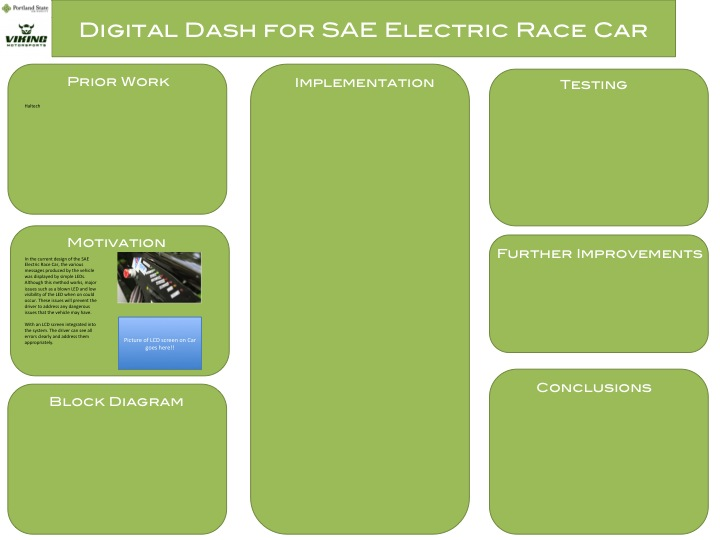 Portland State
UNIVERSITY
VIKING
MOTORSPORTS
Digital Dash for SAE Electric Race Car
Prior Work
Haltech
Motivation
In the current design of the SAE
Electric Race Car, the various
messages produced by the vehicle
was displayed by simple LEDs.
Although this method works, major
issues such as a blown LED and low
visibility of the LED when on could
occur. These issues will prevent the
driver to address any dangerous
issues that the vehicle may have.
With an LCD screen integrated into
the system. The driver can see all
errors clearly and address them
appropriately.
Picture of LCD screen on Car
goes here!!
Block Diagram
Implementation
Testing
Further Improvements
Conclusions